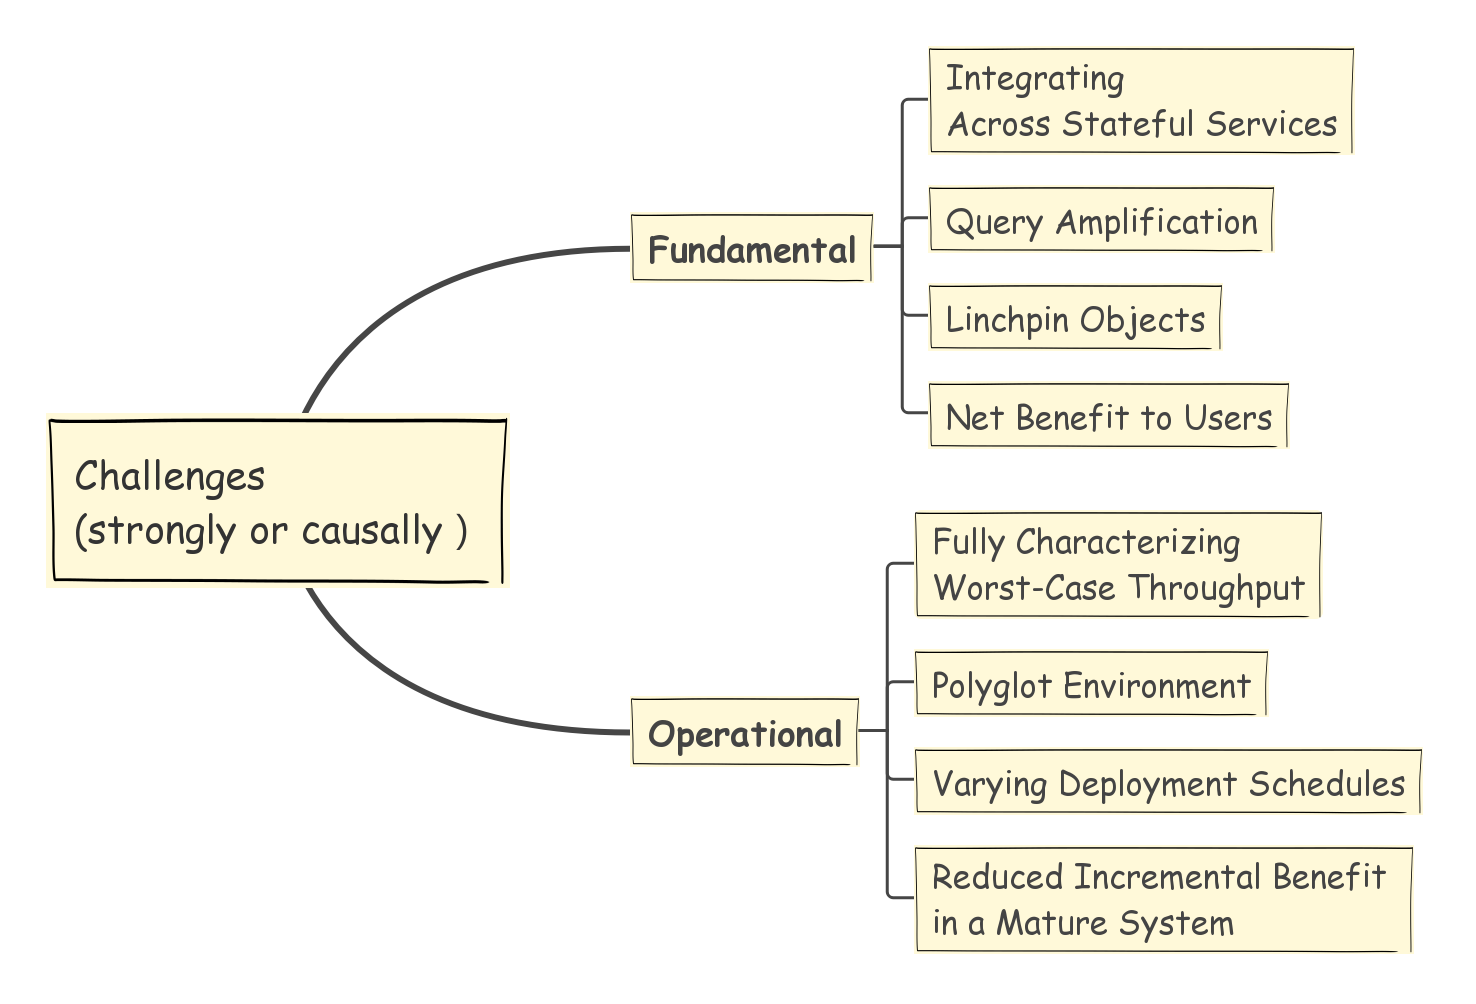 Challenges
(strongly or causally )
Fundamental
Integrating
Across Stateful Services
Query Amplification
Linchpin Objects
Net Benefit to Users
Operational
Fully Characterizing
Worst-Case Throughput
Polyglot Environment
Varying Deployment Schedules
Reduced Incremental Benefit
in a Mature System